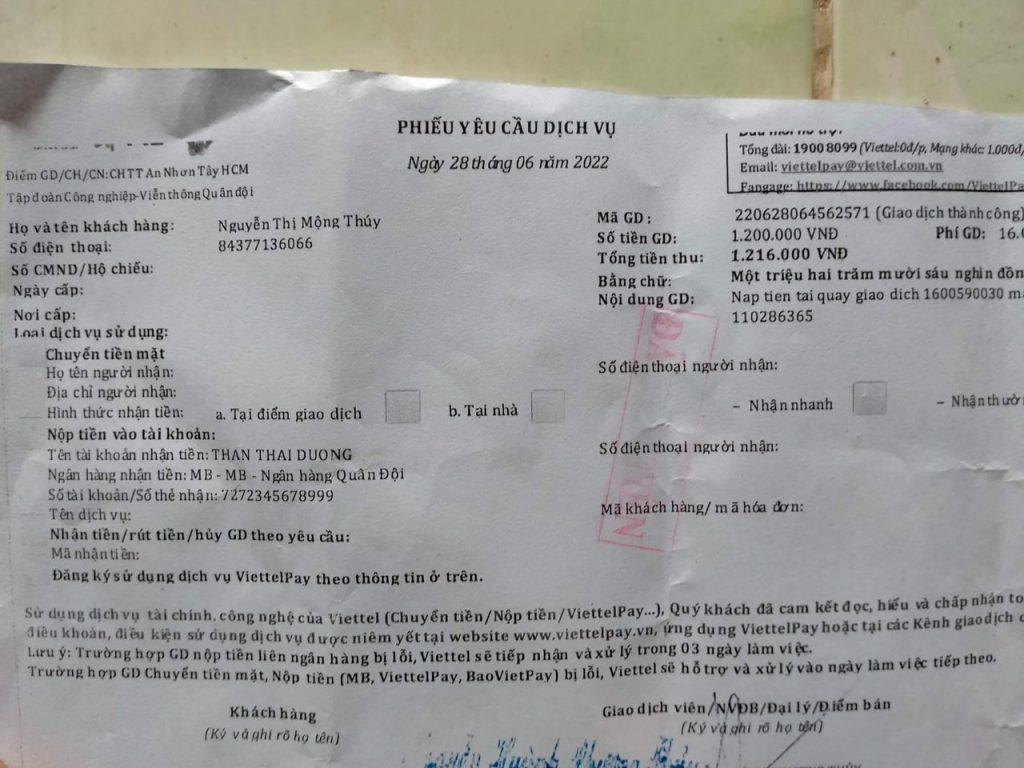 PHIẾU YÊU CẦU DỊCH VỤ
Ngày 28 tháng 06 năm 2022
Tổng đài: 1900 8099 (Viettel:0đ/p, Mạng khác: 1.000đ/
Email: viettelpay@viettel.com.vn
Fangage: https://www.facebook.com/ViettelPa
Điểm GD/CH/CN:CHTT An Nhơn Tây HCM
Tập đoàn Công nghiệp-Viễn thông Quân đội
Họ và tên khách hàng: Nguyễn Thị Mộng Thúy
Số điện thoại: 84377136066
Số CMND/Hộ chiếu:
Ngày cấp:
Nơi cấp:
Mã GD : 220628064562571 (Giao dịch thành công)
Số tiền GD: 1.200.000 VNĐ Phí GD: 16.0
Tổng tiền thu: 1.216.000 VNĐ
Bằng chữ: Một triệu hai trăm mười sáu nghìn đồn
Nội dung GD: Nap tien tai quay giao dich 1600590030 ma
110286365
Loại dịch vụ sử dụng:
Chuyển tiền mặt
Họ tên người nhận:
Số điện thoại người nhận:
Địa chỉ người nhận:
Hình thức nhận tiền: a. Tại điểm giao dịch b. Tại nhà – Nhận nhanh – Nhận thườ
Nộp tiền vào tài khoản:
Số điện thoại người nhận:
Tên tài khoản nhận tiền: THAN THAI DUONG
Ngân hàng nhận tiền: MB - MB - Ngân hàng Quân Đội
Số tài khoản/Số thẻ nhận: 7272345678999
Tên dịch vụ:
Mã khách hàng/ mã hóa đơn:
Nhận tiền/rút tiền/hủy GD theo yêu cầu:
Mã nhận tiền:
Đăng ký sử dụng dịch vụ ViettelPay theo thông tin ở trên.
ĐÃ
TIỀN
Sử dụng dịch vụ tài chính, công nghệ của Viettel (Chuyển tiền/Nộp tiền/ViettelPay...), Quý khách đã cam kết đọc, hiểu và chấp nhận to
điều khoản, điều kiện sử dụng dịch vụ được niêm yết tại website www.viettelpay.vn, ứng dụng ViettelPay hoặc tại các Kênh giao dịch c
Lưu ý: Trường hợp GD nộp tiền liên ngân hàng bị lỗi, Viettel sẽ tiếp nhận và xử lý trong 03 ngày làm việc.
Trường hợp GD Chuyển tiền mặt, Nộp tiền (MB, ViettelPay, BaoVietPay) bị lỗi, Viettel sẽ hỗ trợ và xử lý vào ngày làm việc tiếp theo.
Khách hàng
(Ký và ghi rõ họ tên)
Giao dịch viên/NVĐB/Đại lý/Điểm bán
(Ký và ghi rõ họ tên)